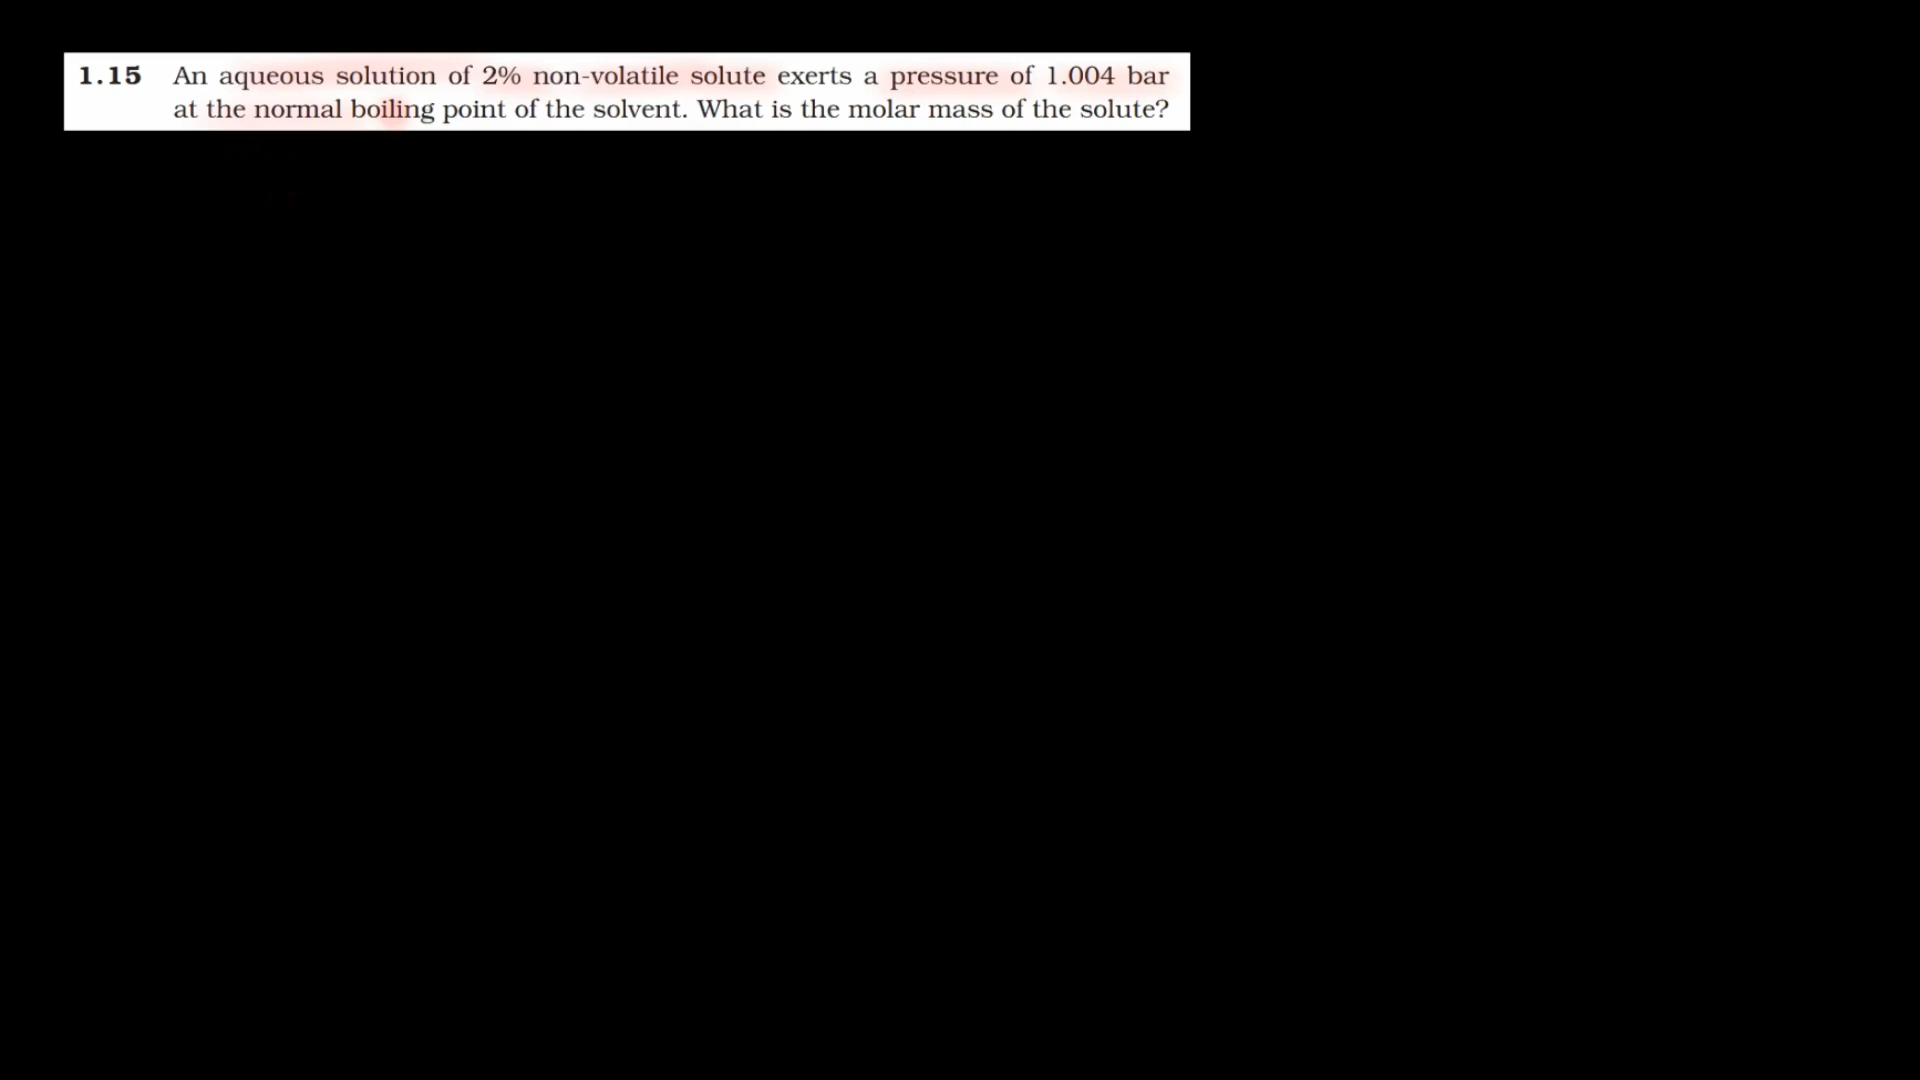 1.15 An aqueous solution of 2% non-volatile solute exerts a pressure of 1.004 bar
at the normal boiling point of the solvent. What is the molar mass of the solute?